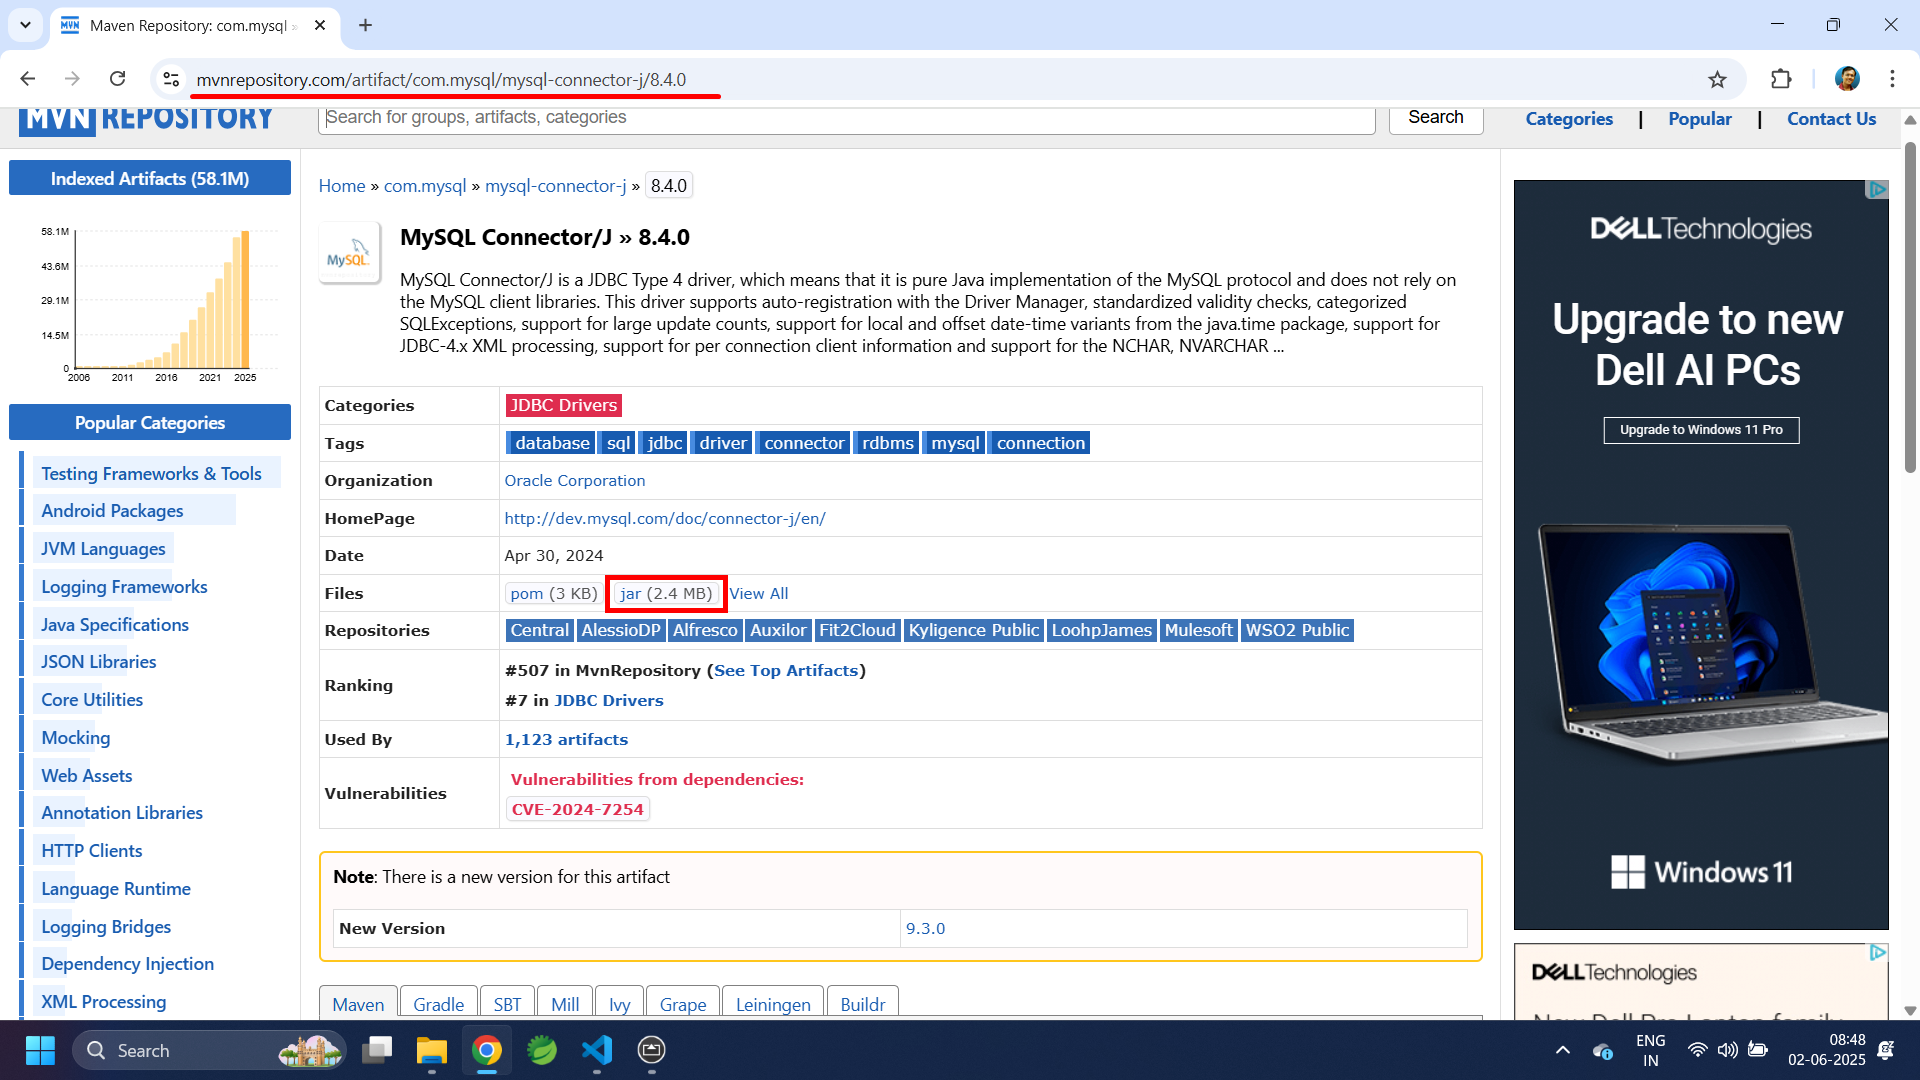 Maven Repository: com.mysql »
mvnrepository.com/artifact/com.mysql/mysql-connector-j/8.4.0
MVN REPOSITORY
Search for groups, artifacts, categories
Search
Categories | Popular | Contact Us
Indexed Artifacts (58.1M)
58.1M
43.6M
29.1M
14.5M
0
2006 2011 2016 2021 2025
Popular Categories
Testing Frameworks & Tools
Android Packages
JVM Languages
Logging Frameworks
Java Specifications
JSON Libraries
Core Utilities
Mocking
Web Assets
Annotation Libraries
HTTP Clients
Language Runtime
Logging Bridges
Dependency Injection
XML Processing
Home » com.mysql » mysql-connector-j » 8.4.0
MySQL
MySQL Connector/J » 8.4.0
MySQL Connector/J is a JDBC Type 4 driver, which means that it is pure Java implementation of the MySQL protocol and does not rely on
the MySQL client libraries. This driver supports auto-registration with the Driver Manager, standardized validity checks, categorized
SQLExceptions, support for large update counts, support for local and offset date-time variants from the java.time package, support for
JDBC-4.x XML processing, support for per connection client information and support for the NCHAR, NVARCHAR ...
Categories JDBC Drivers
Tags database sql jdbc driver connector rdbms mysql connection
Organization Oracle Corporation
HomePage http://dev.mysql.com/doc/connector-j/en/
Date Apr 30, 2024
Files pom (3 KB) jar (2.4 MB) View All
Repositories Central AlessioDP Alfresco Auxilor Fit2Cloud Kyligence Public LoohpJames Mulesoft WSO2 Public
Ranking
#507 in MvnRepository (See Top Artifacts)
#7 in JDBC Drivers
Used By 1,123 artifacts
Vulnerabilities
Vulnerabilities from dependencies:
CVE-2024-7254
Note: There is a new version for this artifact
New Version 9.3.0
Maven Gradle SBT Mill Ivy Grape Leiningen Buildr
DELL Technologies
Upgrade to new
Dell AI PCs
Upgrade to Windows 11 Pro
Windows 11
DELL Technologies
New Dell Pro Laptop family
Search
ENG
IN
08:48
02-06-2025